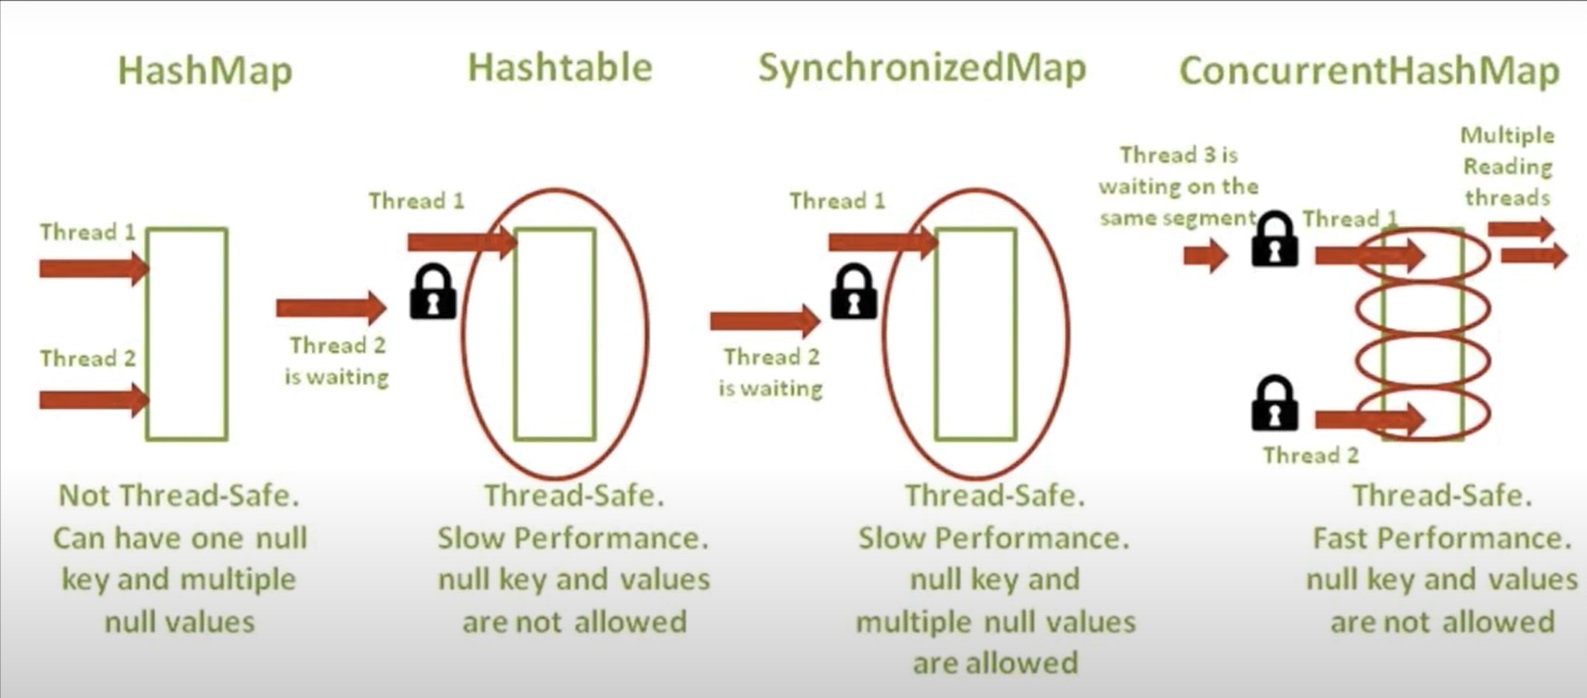 HashMap
Thread 1
Thread 2
Not Thread-Safe.
Can have one null
key and multiple
null values
Hashtable
Thread 1
Thread 2
is waiting
Thread-Safe.
Slow Performance.
null key and values
are not allowed
SynchronizedMap
Thread 1
Thread 2
is waiting
Thread-Safe.
Slow Performance.
null key and
multiple null values
are allowed
ConcurrentHashMap
Thread 3 is
waiting on the
same segment
Thread 1
Multiple
Reading
threads
Thread 2
Thread-Safe.
Fast Performance.
null key and values
are not allowed